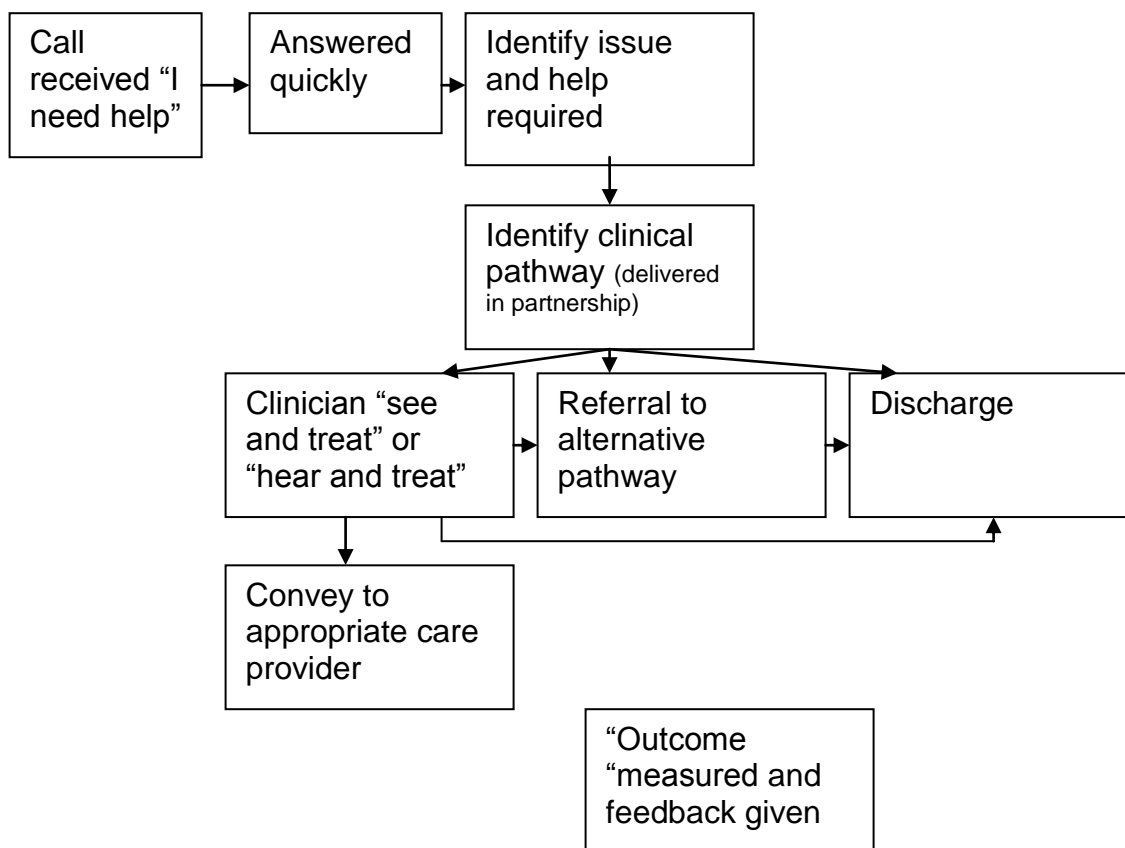 Call
received “I
need help”
Answered
quickly
Identify issue
and help
required
Identify clinical
pathway (delivered
in partnership)
Clinician “see
and treat” or
“hear and treat”
Referral to
alternative
pathway
Discharge
Convey to
appropriate care
provider
“Outcome
“measured and
feedback given